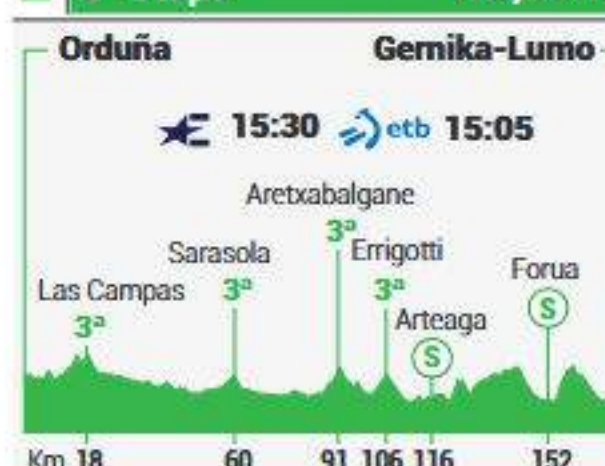 Orduña Gernika-Lumo
15:30 etb 15:05
Aretxabalgane
3ª
Sarasola Errigotti
3ª 3ª
Las Campas Forua
3ª S
Arteaga
S
Km 18 60 91 106 116 152